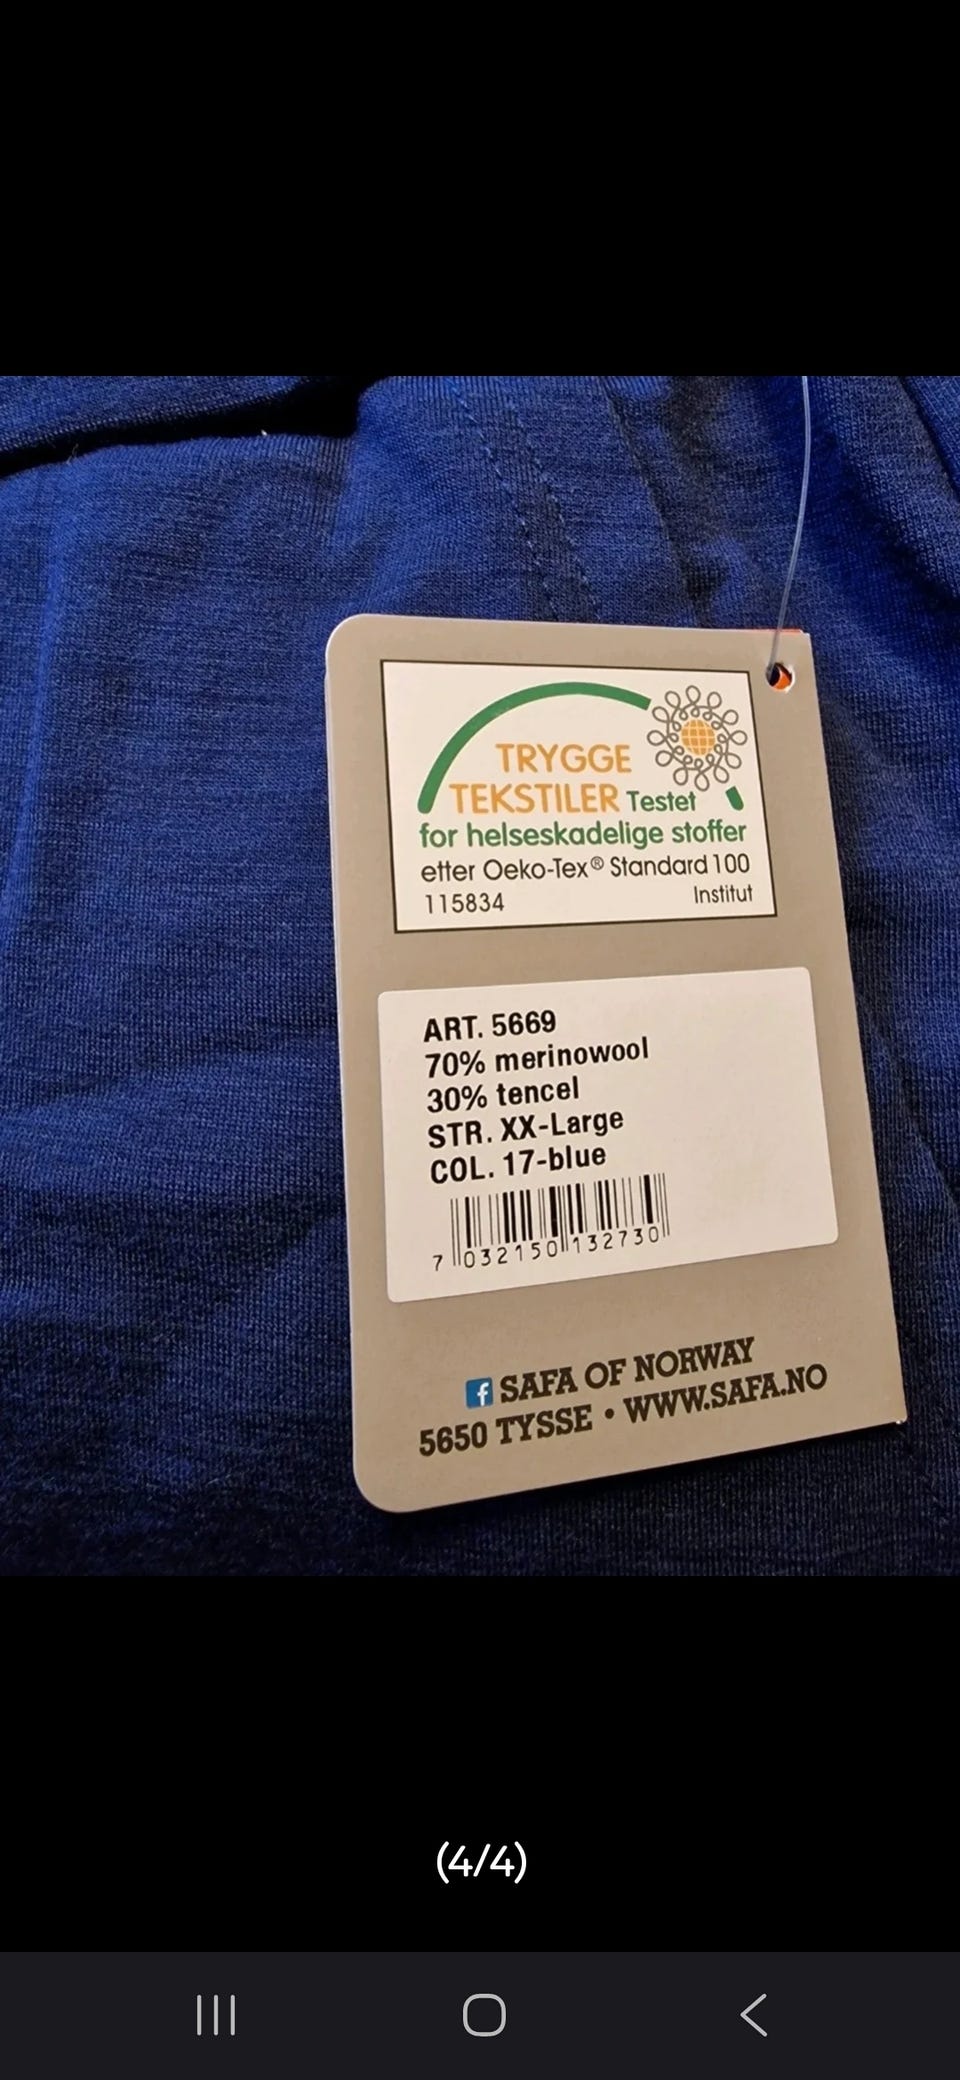 TRYGGE
TEKSTILER Testet
for helseskadelige stoffer
etter Oeko-Tex® Standard 100
115834 Institut
ART. 5669
70% merinowool
30% tencel
STR. XX-Large
COL. 17-blue
7 032150 132730
f SAFA OF NORWAY
5650 TYSSE • WWW.SAFA.NO
(4/4)